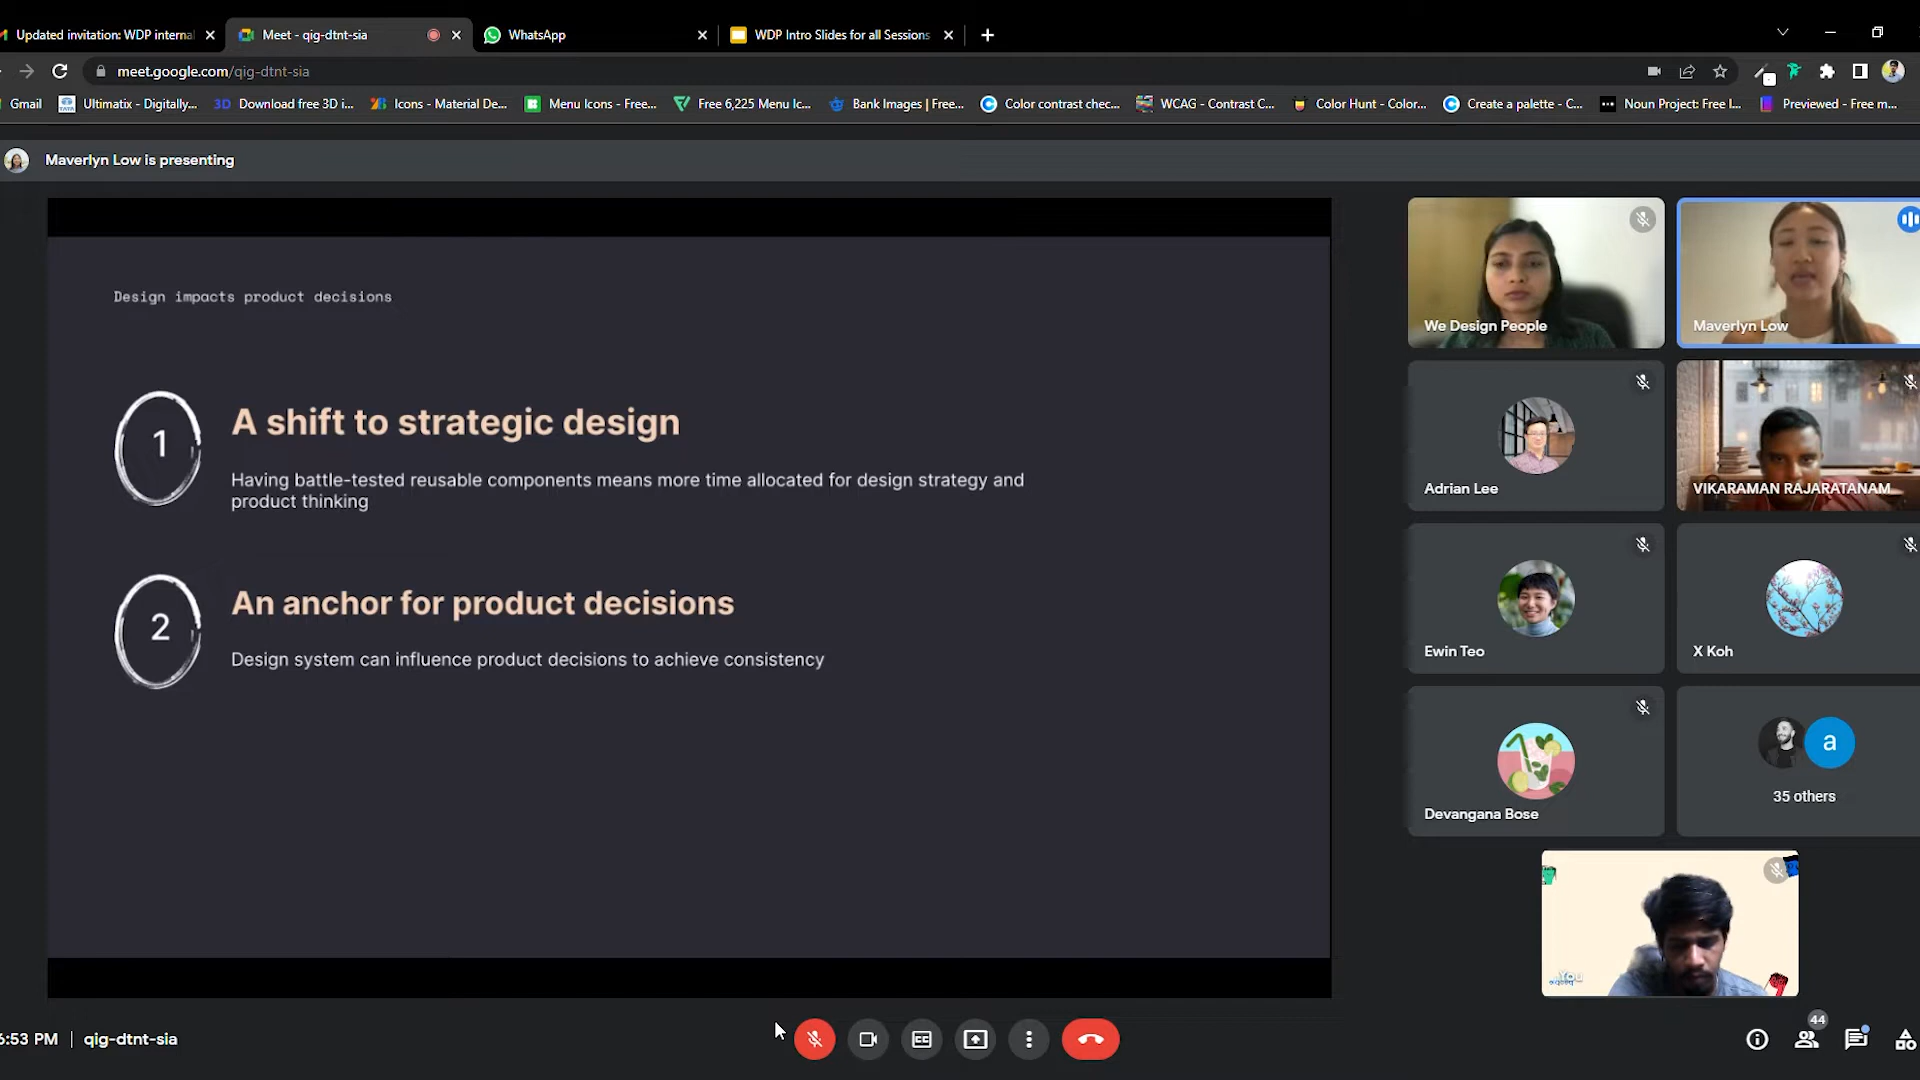 Updated invitation: WDP interna
Meet - qig-dtnt-sia
WhatsApp
WDP Intro Slides for all Sessions
meet.google.com/qig-dtnt-sia
Gmail
Ultimatix - Digitally...
Download free 3D i...
Icons - Material De...
Menu Icons - Free...
Free 6,225 Menu Ic...
Bank Images | Free...
Color contrast chec...
WCAG - Contrast C...
Color Hunt - Color...
Create a palette - C...
Noun Project: Free I...
Previewed - Free m...
Maverlyn Low is presenting
Design impacts product decisions
1
A shift to strategic design
Having battle-tested reusable components means more time allocated for design strategy and
product thinking
2
An anchor for product decisions
Design system can influence product decisions to achieve consistency
We Design People
Maverlyn Low
Adrian Lee
VIKARAMAN RAJARATANAM
Ewin Teo
X Koh
Devangana Bose
a
35 others
You
6:53 PM
qig-dtnt-sia
44